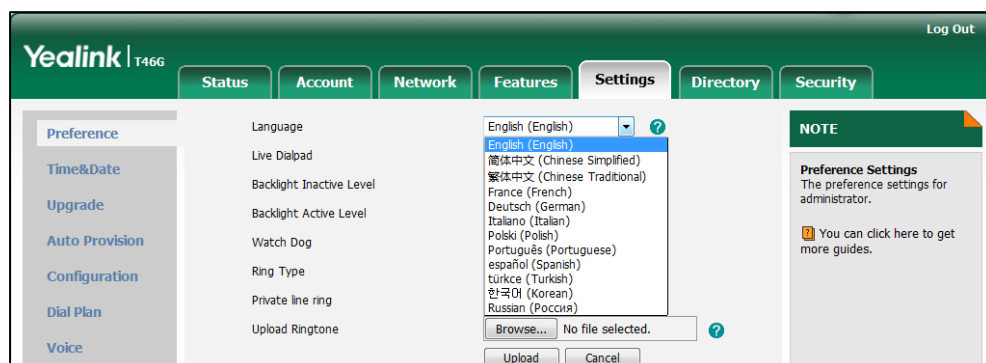 Log Out
Yealink | T46G
Status Account Network Features Settings Directory Security
Preference
Time&Date
Upgrade
Auto Provision
Configuration
Dial Plan
Voice
Language
Live Dialpad
Backlight Inactive Level
Backlight Active Level
Watch Dog
Ring Type
Private line ring
Upload Ringtone
English (English)
English (English)
简体中文 (Chinese Simplified)
繁体中文 (Chinese Traditional)
France (French)
Deutsch (German)
Italiano (Italian)
Polski (Polish)
Português (Portuguese)
español (Spanish)
türkce (Turkish)
한국어 (Korean)
Russian (Россия)
Browse... No file selected.
Upload Cancel
NOTE
Preference Settings
The preference settings for
administrator.
You can click here to get
more guides.